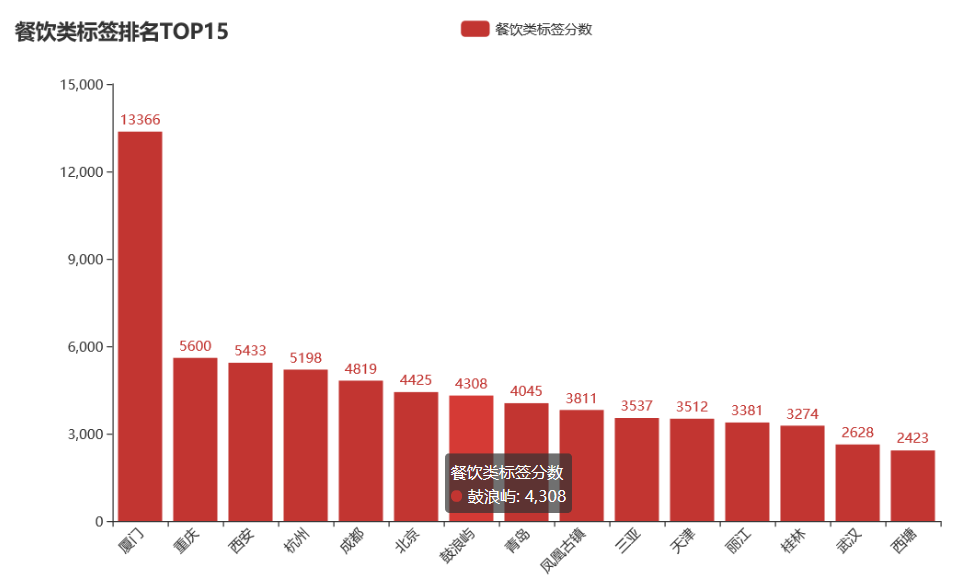 餐饮类标签排名TOP15
餐饮类标签分数
15,000
12,000
9,000
6,000
3,000
0
13366
5600
5433
5198
4819
4425
4308
4045
3811
3537
3512
3381
3274
2628
2423
餐饮类标签分数
鼓浪屿: 4,308
厦门
重庆
西安
杭州
成都
北京
鼓浪屿
青岛
凤凰古镇
三亚
天津
丽江
桂林
武汉
西塘